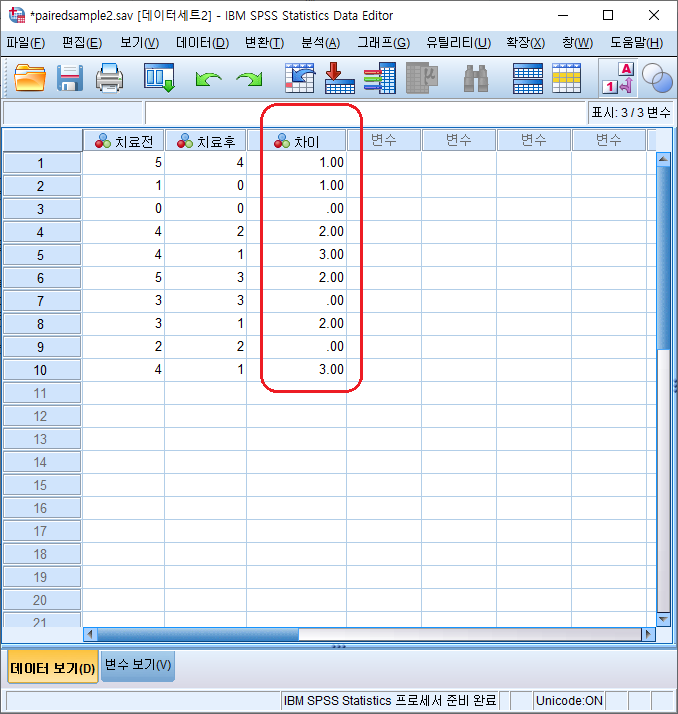 *pairedsample2.sav [데이터세트2] - IBM SPSS Statistics Data Editor
파일(F) 편집(E) 보기(V) 데이터(D) 변환(T) 분석(A) 그래프(G) 유틸리티(U) 확장(X) 창(W) 도움말(H)
표시: 3 / 3 변수
치료전 치료후 차이 변수 변수 변수 변수
1 5 4 1.00
2 1 0 1.00
3 0 0 .00
4 4 2 2.00
5 4 1 3.00
6 5 3 2.00
7 3 3 .00
8 3 1 2.00
9 2 2 .00
10 4 1 3.00
11
12
13
14
15
16
17
18
19
20
21
데이터 보기(D) 변수 보기(V)
IBM SPSS Statistics 프로세서 준비 완료 Unicode:ON